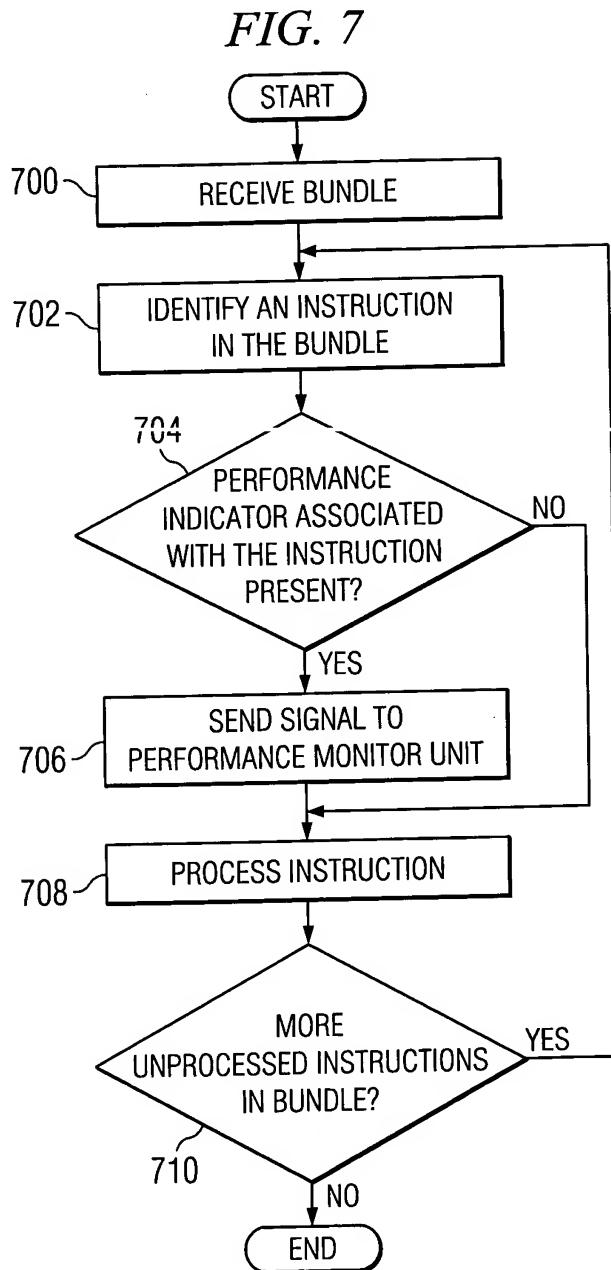 FIG. 7
START
700
RECEIVE BUNDLE
702
IDENTIFY AN INSTRUCTION
IN THE BUNDLE
704
PERFORMANCE
INDICATOR ASSOCIATED
WITH THE INSTRUCTION
PRESENT?
NO
YES
706
SEND SIGNAL TO
PERFORMANCE MONITOR UNIT
708
PROCESS INSTRUCTION
MORE
UNPROCESSED INSTRUCTIONS
IN BUNDLE?
YES
710
NO
END